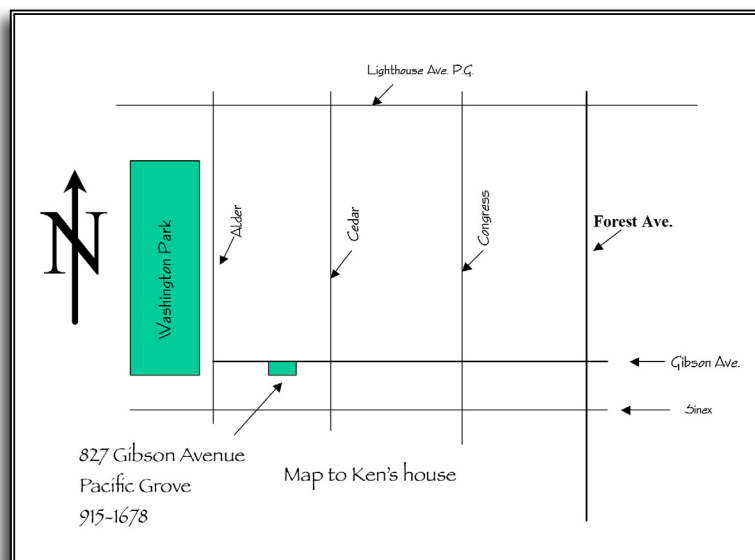 Lighthouse Ave. P.G.
N
Washington Park
Alder
Cedar
Congress
Forest Ave.
Gibson Ave.
Sinex
827 Gibson Avenue
Pacific Grove
915-1678
Map to Ken's house